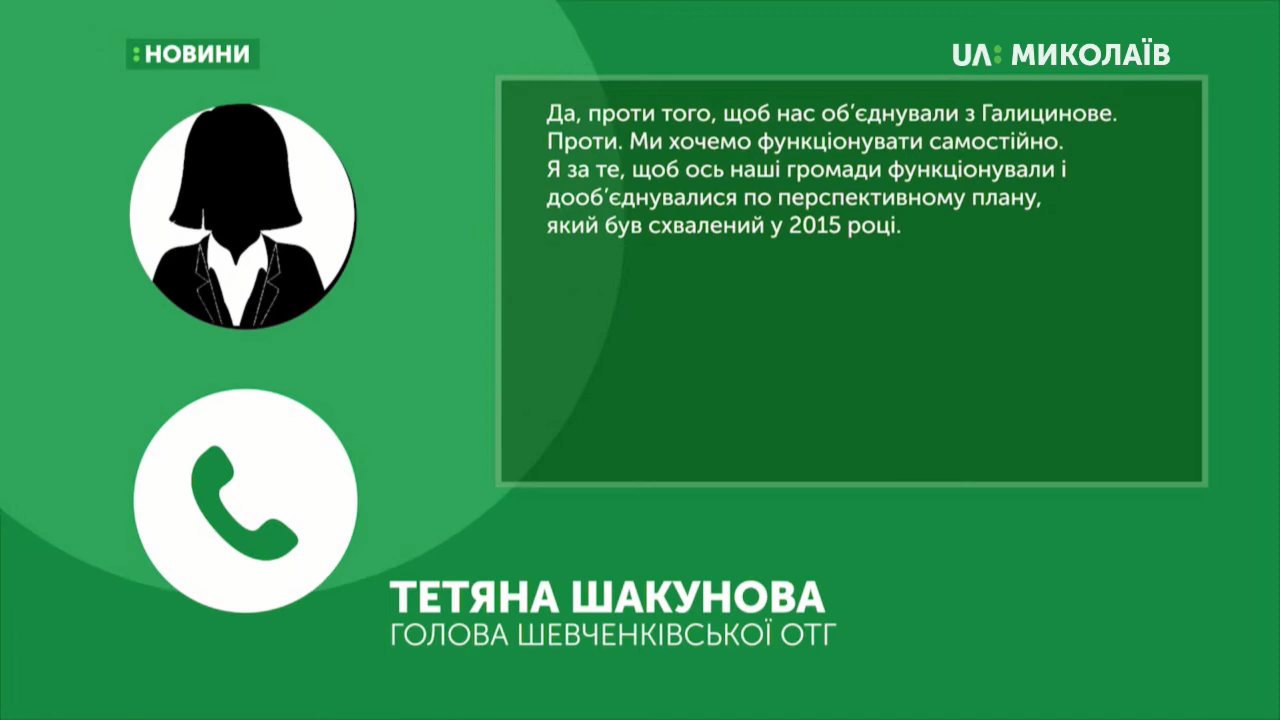 :НОВИНИ
UA: МИКОЛАЇВ
Да, проти того, щоб нас об’єднували з Галицинове.
Проти. Ми хочемо функціонувати самостійно.
Я за те, щоб ось наші громади функціонували і
дооб’єднувалися по перспективному плану,
який був схвалений у 2015 році.
ТЕТЯНА ШАКУНОВА
ГОЛОВА ШЕВЧЕНКІВСЬКОЇ ОТГ